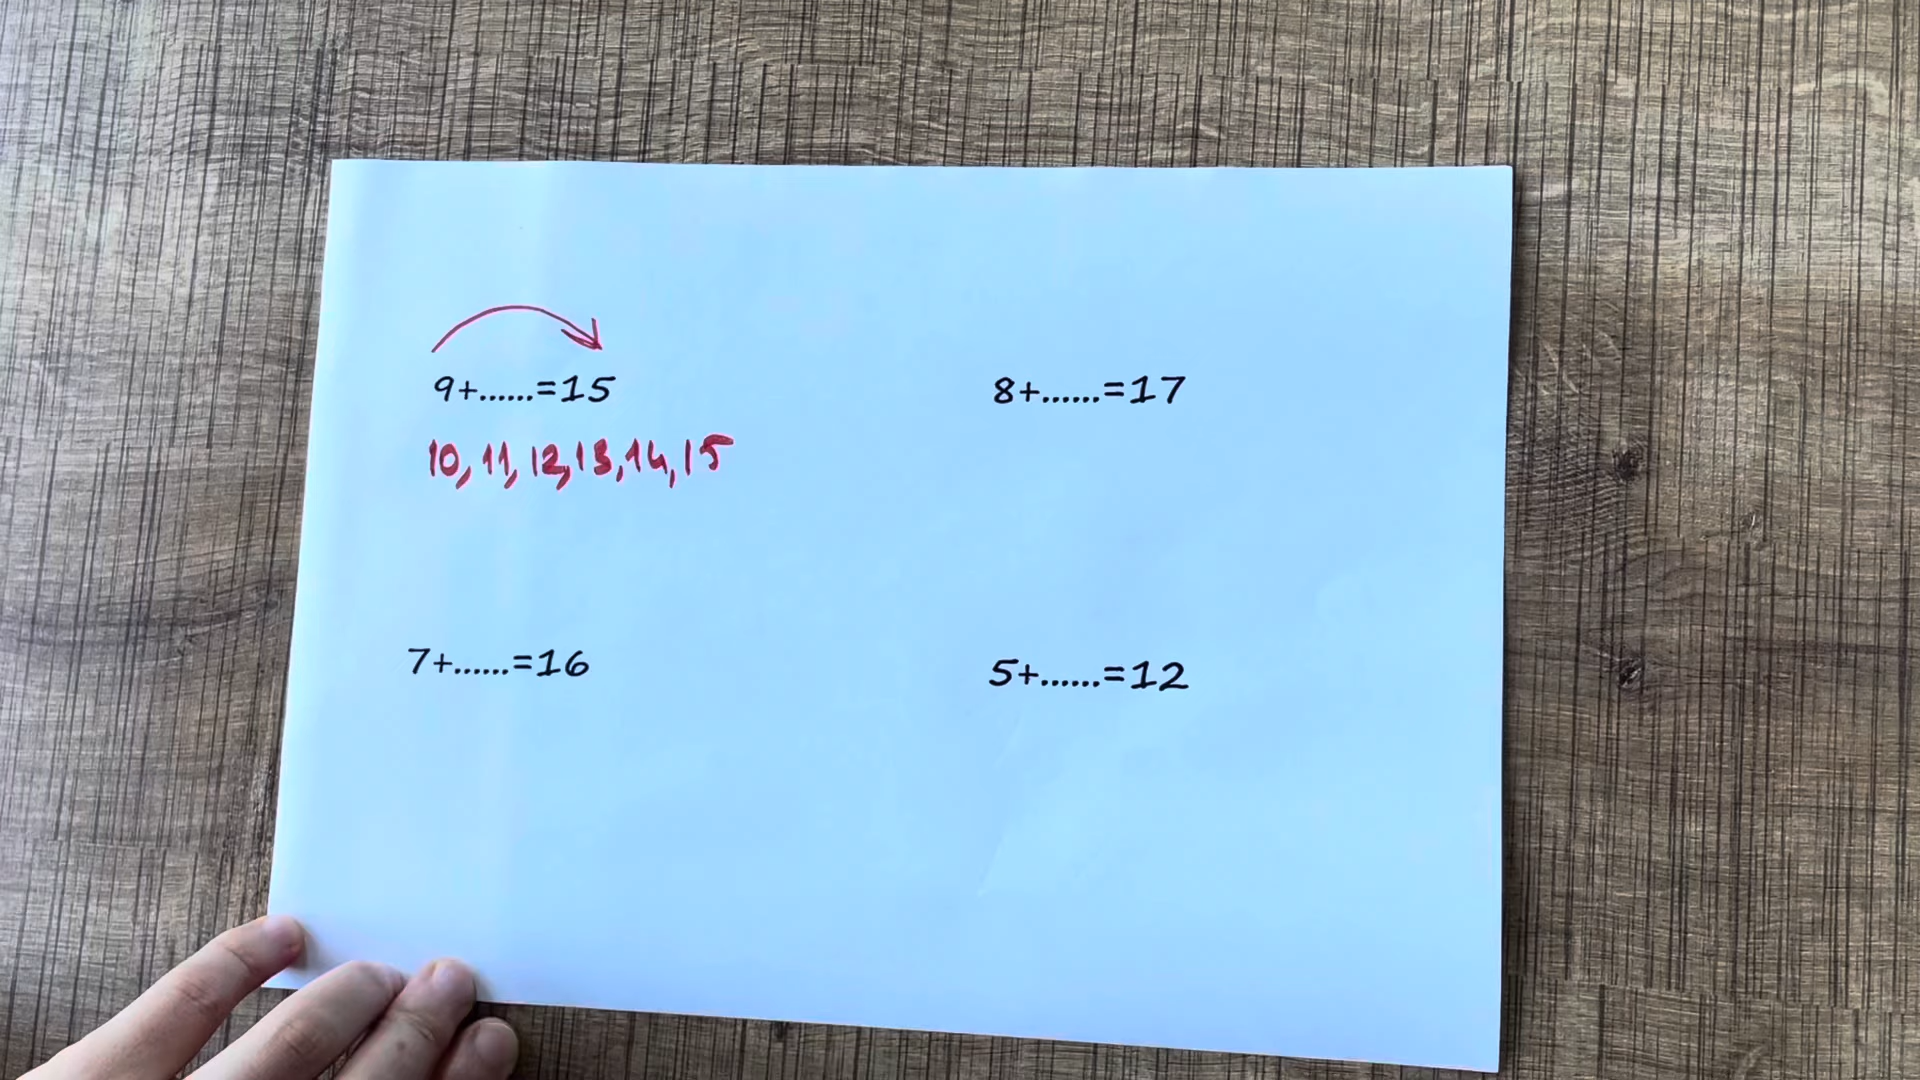 9+......=15
10, 11, 12, 13, 14, 15
8+......=17
7+......=16
5+......=12